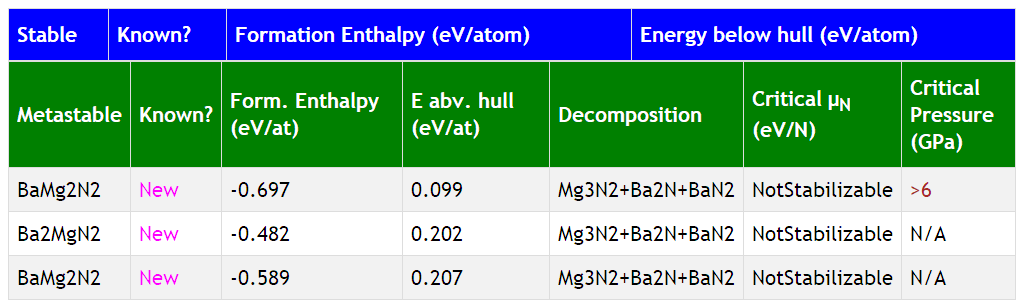 Stable Known? Formation Enthalpy (eV/atom) Energy below hull (eV/atom)
Metastable Known? Form. Enthalpy (eV/at) E abv. hull (eV/at) Decomposition Critical μN (eV/N) Critical Pressure (GPa)
BaMg2N2 New -0.697 0.099 Mg3N2+Ba2N+BaN2 NotStabilizable >6
Ba2MgN2 New -0.482 0.202 Mg3N2+Ba2N+BaN2 NotStabilizable N/A
BaMg2N2 New -0.589 0.207 Mg3N2+Ba2N+BaN2 NotStabilizable N/A